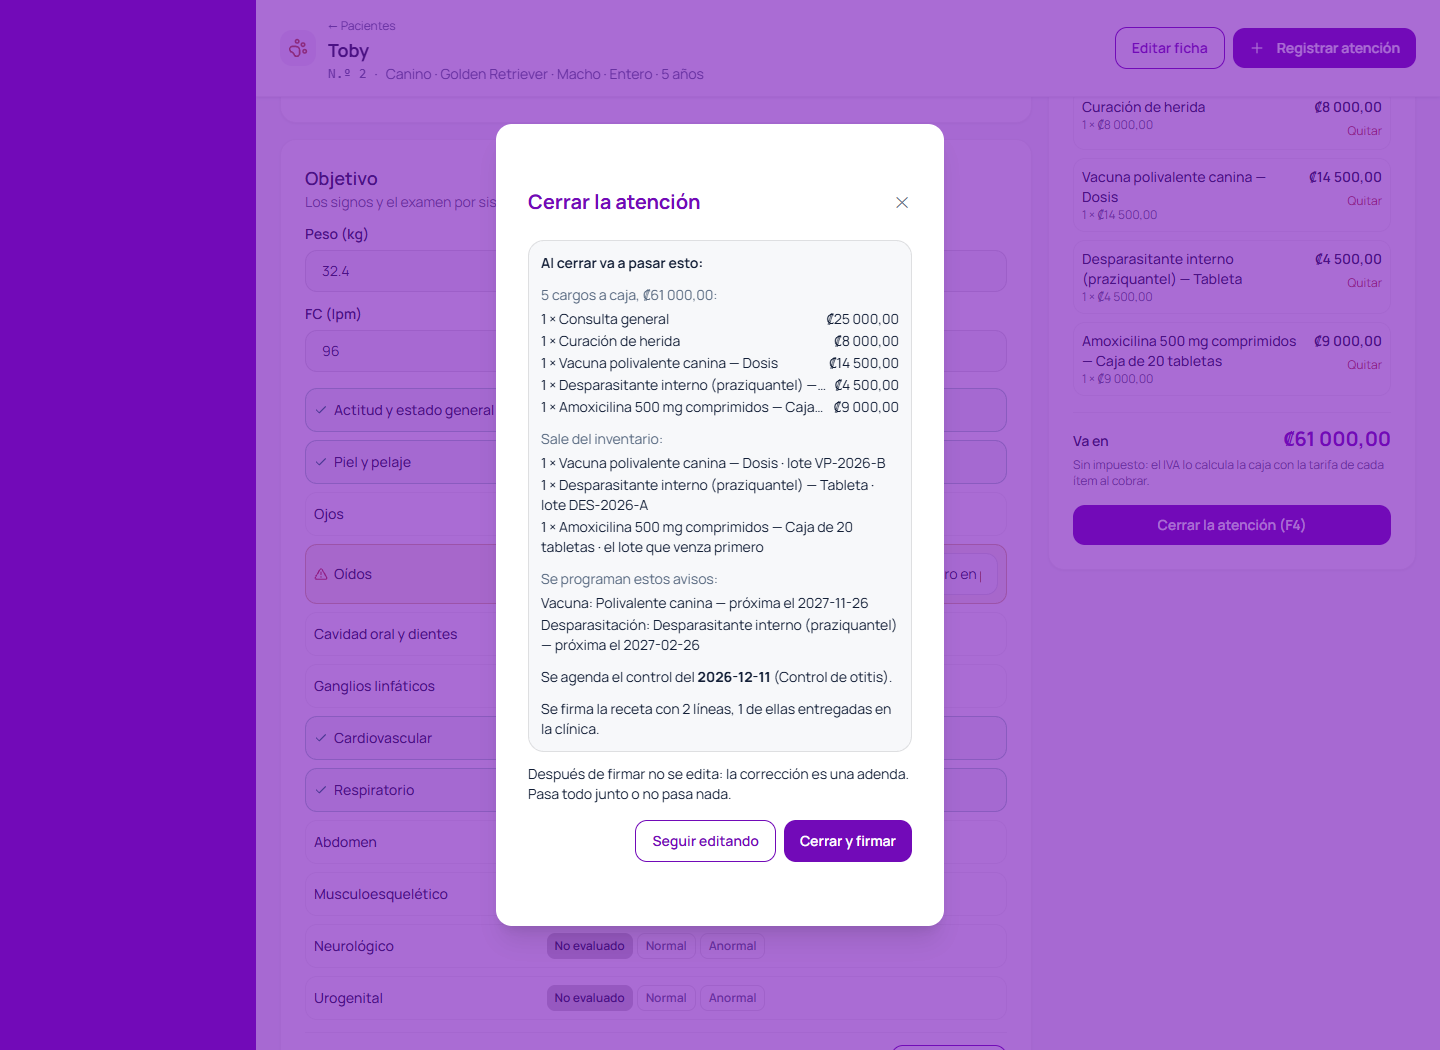 ← Pacientes
Toby
N.º 2 · Canino · Golden Retriever · Macho · Entero · 5 años
Editar ficha
+ Registrar atención
Objetivo
Los signos y el examen por sis
Peso (kg)
32.4
FC (lpm)
96
✓ Actitud y estado general
✓ Piel y pelaje
Ojos
Oídos
ro en
Cavidad oral y dientes
Ganglios linfáticos
✓ Cardiovascular
✓ Respiratorio
Abdomen
Musculoesquelético
Neurológico
No evaluado
Normal
Anormal
Urogenital
No evaluado
Normal
Anormal
Cerrar la atención
Al cerrar va a pasar esto:
5 cargos a caja, ₡61 000,00:
1 × Consulta general ₡25 000,00
1 × Curación de herida ₡8 000,00
1 × Vacuna polivalente canina — Dosis ₡14 500,00
1 × Desparasitante interno (praziquantel) —... ₡4 500,00
1 × Amoxicilina 500 mg comprimidos — Caja... ₡9 000,00
Sale del inventario:
1 × Vacuna polivalente canina — Dosis · lote VP-2026-B
1 × Desparasitante interno (praziquantel) — Tableta ·
lote DES-2026-A
1 × Amoxicilina 500 mg comprimidos — Caja de 20
tabletas · el lote que venza primero
Se programan estos avisos:
Vacuna: Polivalente canina — próxima el 2027-11-26
Desparasitación: Desparasitante interno (praziquantel)
— próxima el 2027-02-26
Se agenda el control del 2026-12-11 (Control de otitis).
Se firma la receta con 2 líneas, 1 de ellas entregadas en
la clínica.
Después de firmar no se edita: la corrección es una adenda.
Pasa todo junto o no pasa nada.
Seguir editando
Cerrar y firmar
Curación de herida ₡8 000,00
1 × ₡8 000,00
Quitar
Vacuna polivalente canina — ₡14 500,00
Dosis
Quitar
1 × ₡14 500,00
Desparasitante interno ₡4 500,00
(praziquantel) — Tableta
Quitar
1 × ₡4 500,00
Amoxicilina 500 mg comprimidos ₡9 000,00
— Caja de 20 tabletas
Quitar
1 × ₡9 000,00
Va en ₡61 000,00
Sin impuesto: el IVA lo calcula la caja con la tarifa de cada
ítem al cobrar.
Cerrar la atención (F4)